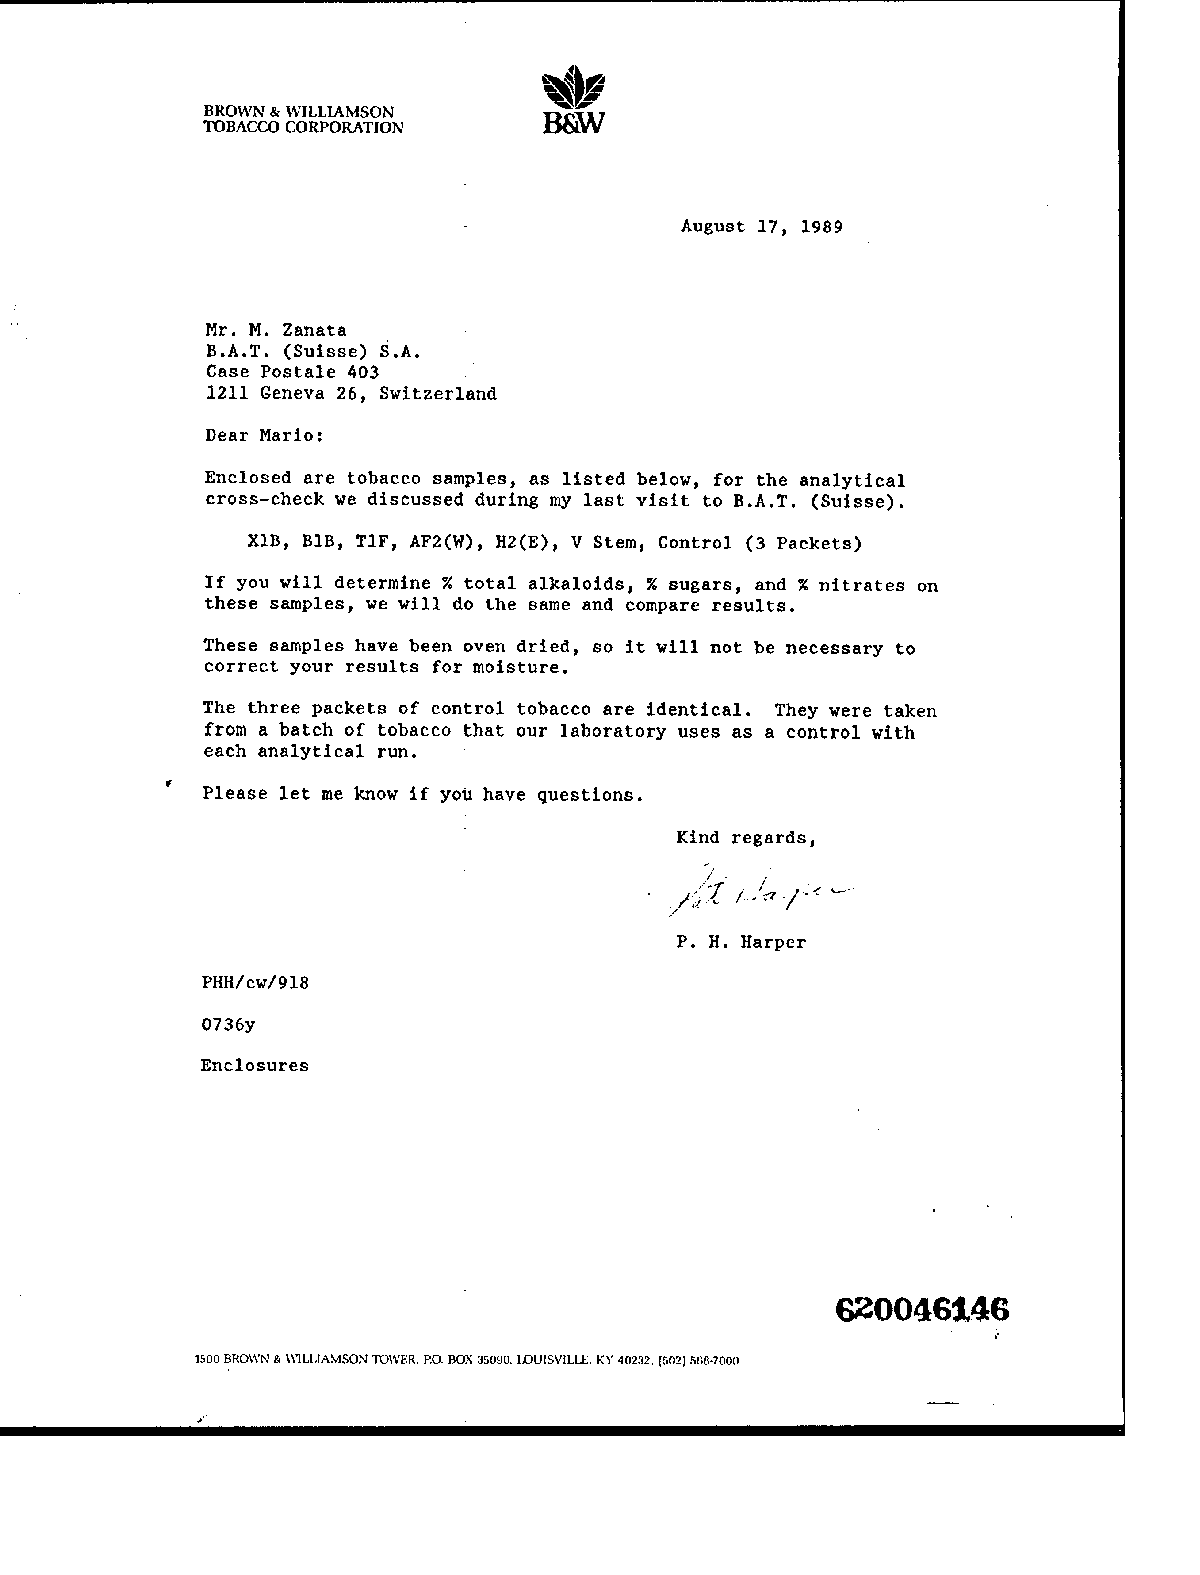 BROWN & WILLIAMSON
TOBACCO CORPORATION
B&W
August 17, 1989
Mr. M. Zanata
B.A.T. (Suisse) S.A.
Case Postale 403
1211 Geneva 26, Switzerland
Dear Mario:
Enclosed are tobacco samples, as listed below, for the analytical
cross-check we discussed during my last visit to B.A.T. (Suisse).
X1B, B1B, T1F, AF2(W), H2(E), V Stem, Control (3 Packets)
If you will determine % total alkaloids, % sugars, and % nitrates on
these samples, we will do the same and compare results.
These samples have been oven dried, so it will not be necessary to
correct your results for moisture.
The three packets of control tobacco are identical. They were taken
from a batch of tobacco that our laboratory uses as a control with
each analytical run.
Please let me know if you have questions.
Kind regards,
Pat Harper
P. H. Harper
PHH/cw/918
0736y
Enclosures
620046146
1500 BROWN & WILLIAMSON TOWER, P.O. BOX 35090, LOUISVILLE, KY 40232, (502) 568-7000